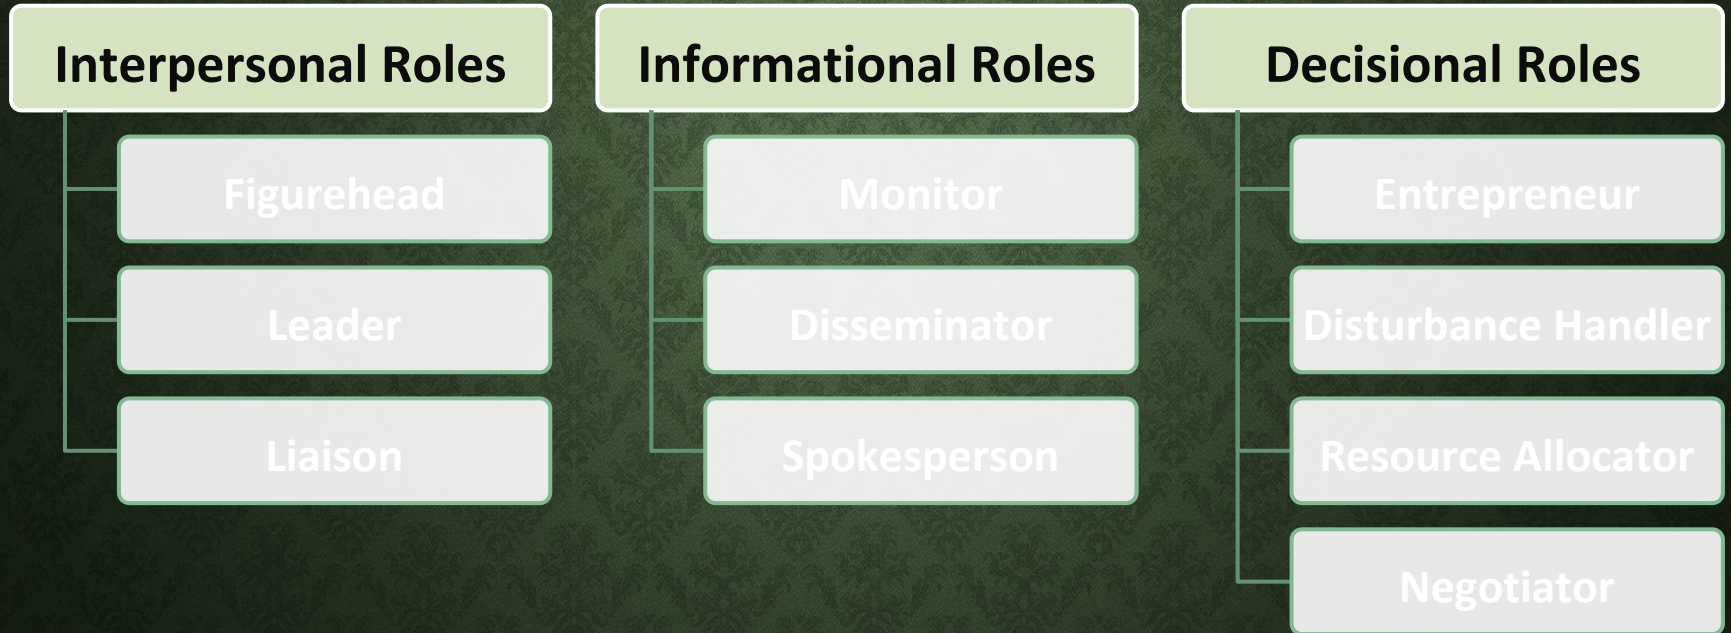 Interpersonal Roles
Figurehead
Leader
Liaison
Informational Roles
Monitor
Disseminator
Spokesperson
Decisional Roles
Entrepreneur
Disturbance Handler
Resource Allocator
Negotiator